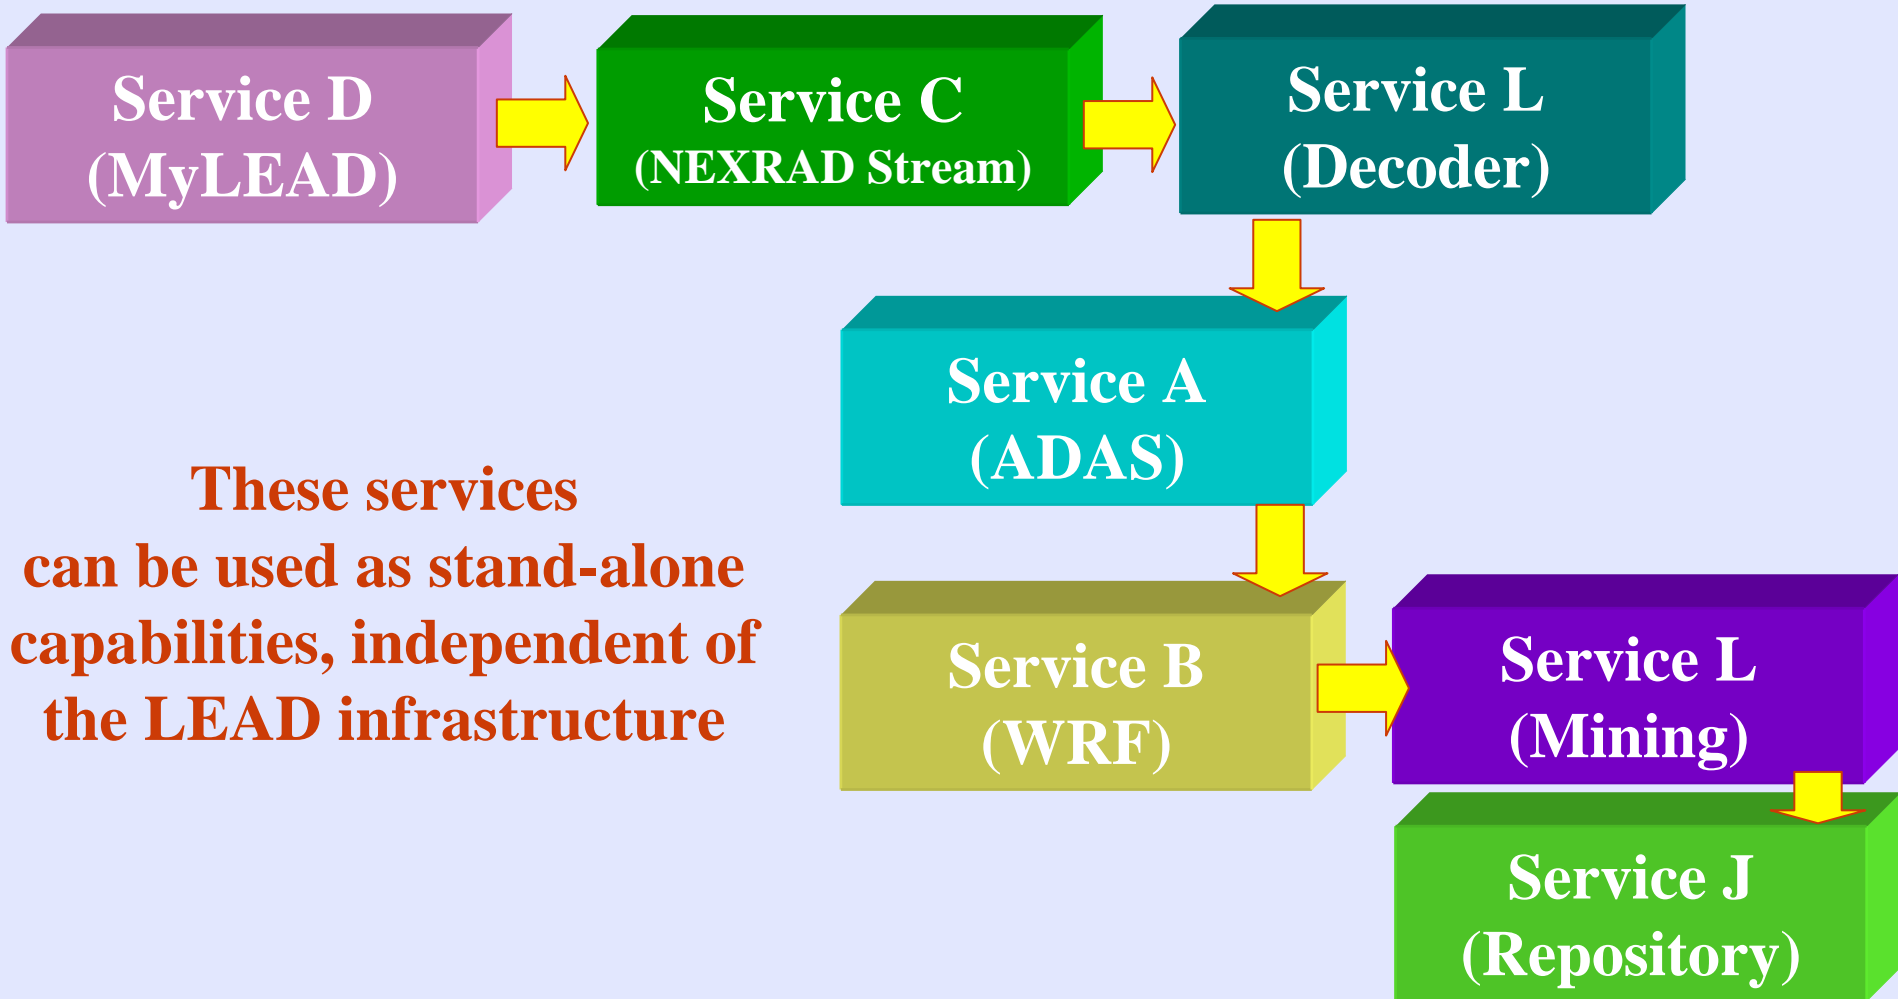 Service D
(MyLEAD)
Service C
(NEXRAD Stream)
Service L
(Decoder)
Service A
(ADAS)
These services
can be used as stand-alone
capabilities, independent of
the LEAD infrastructure
Service B
(WRF)
Service L
(Mining)
Service J
(Repository)